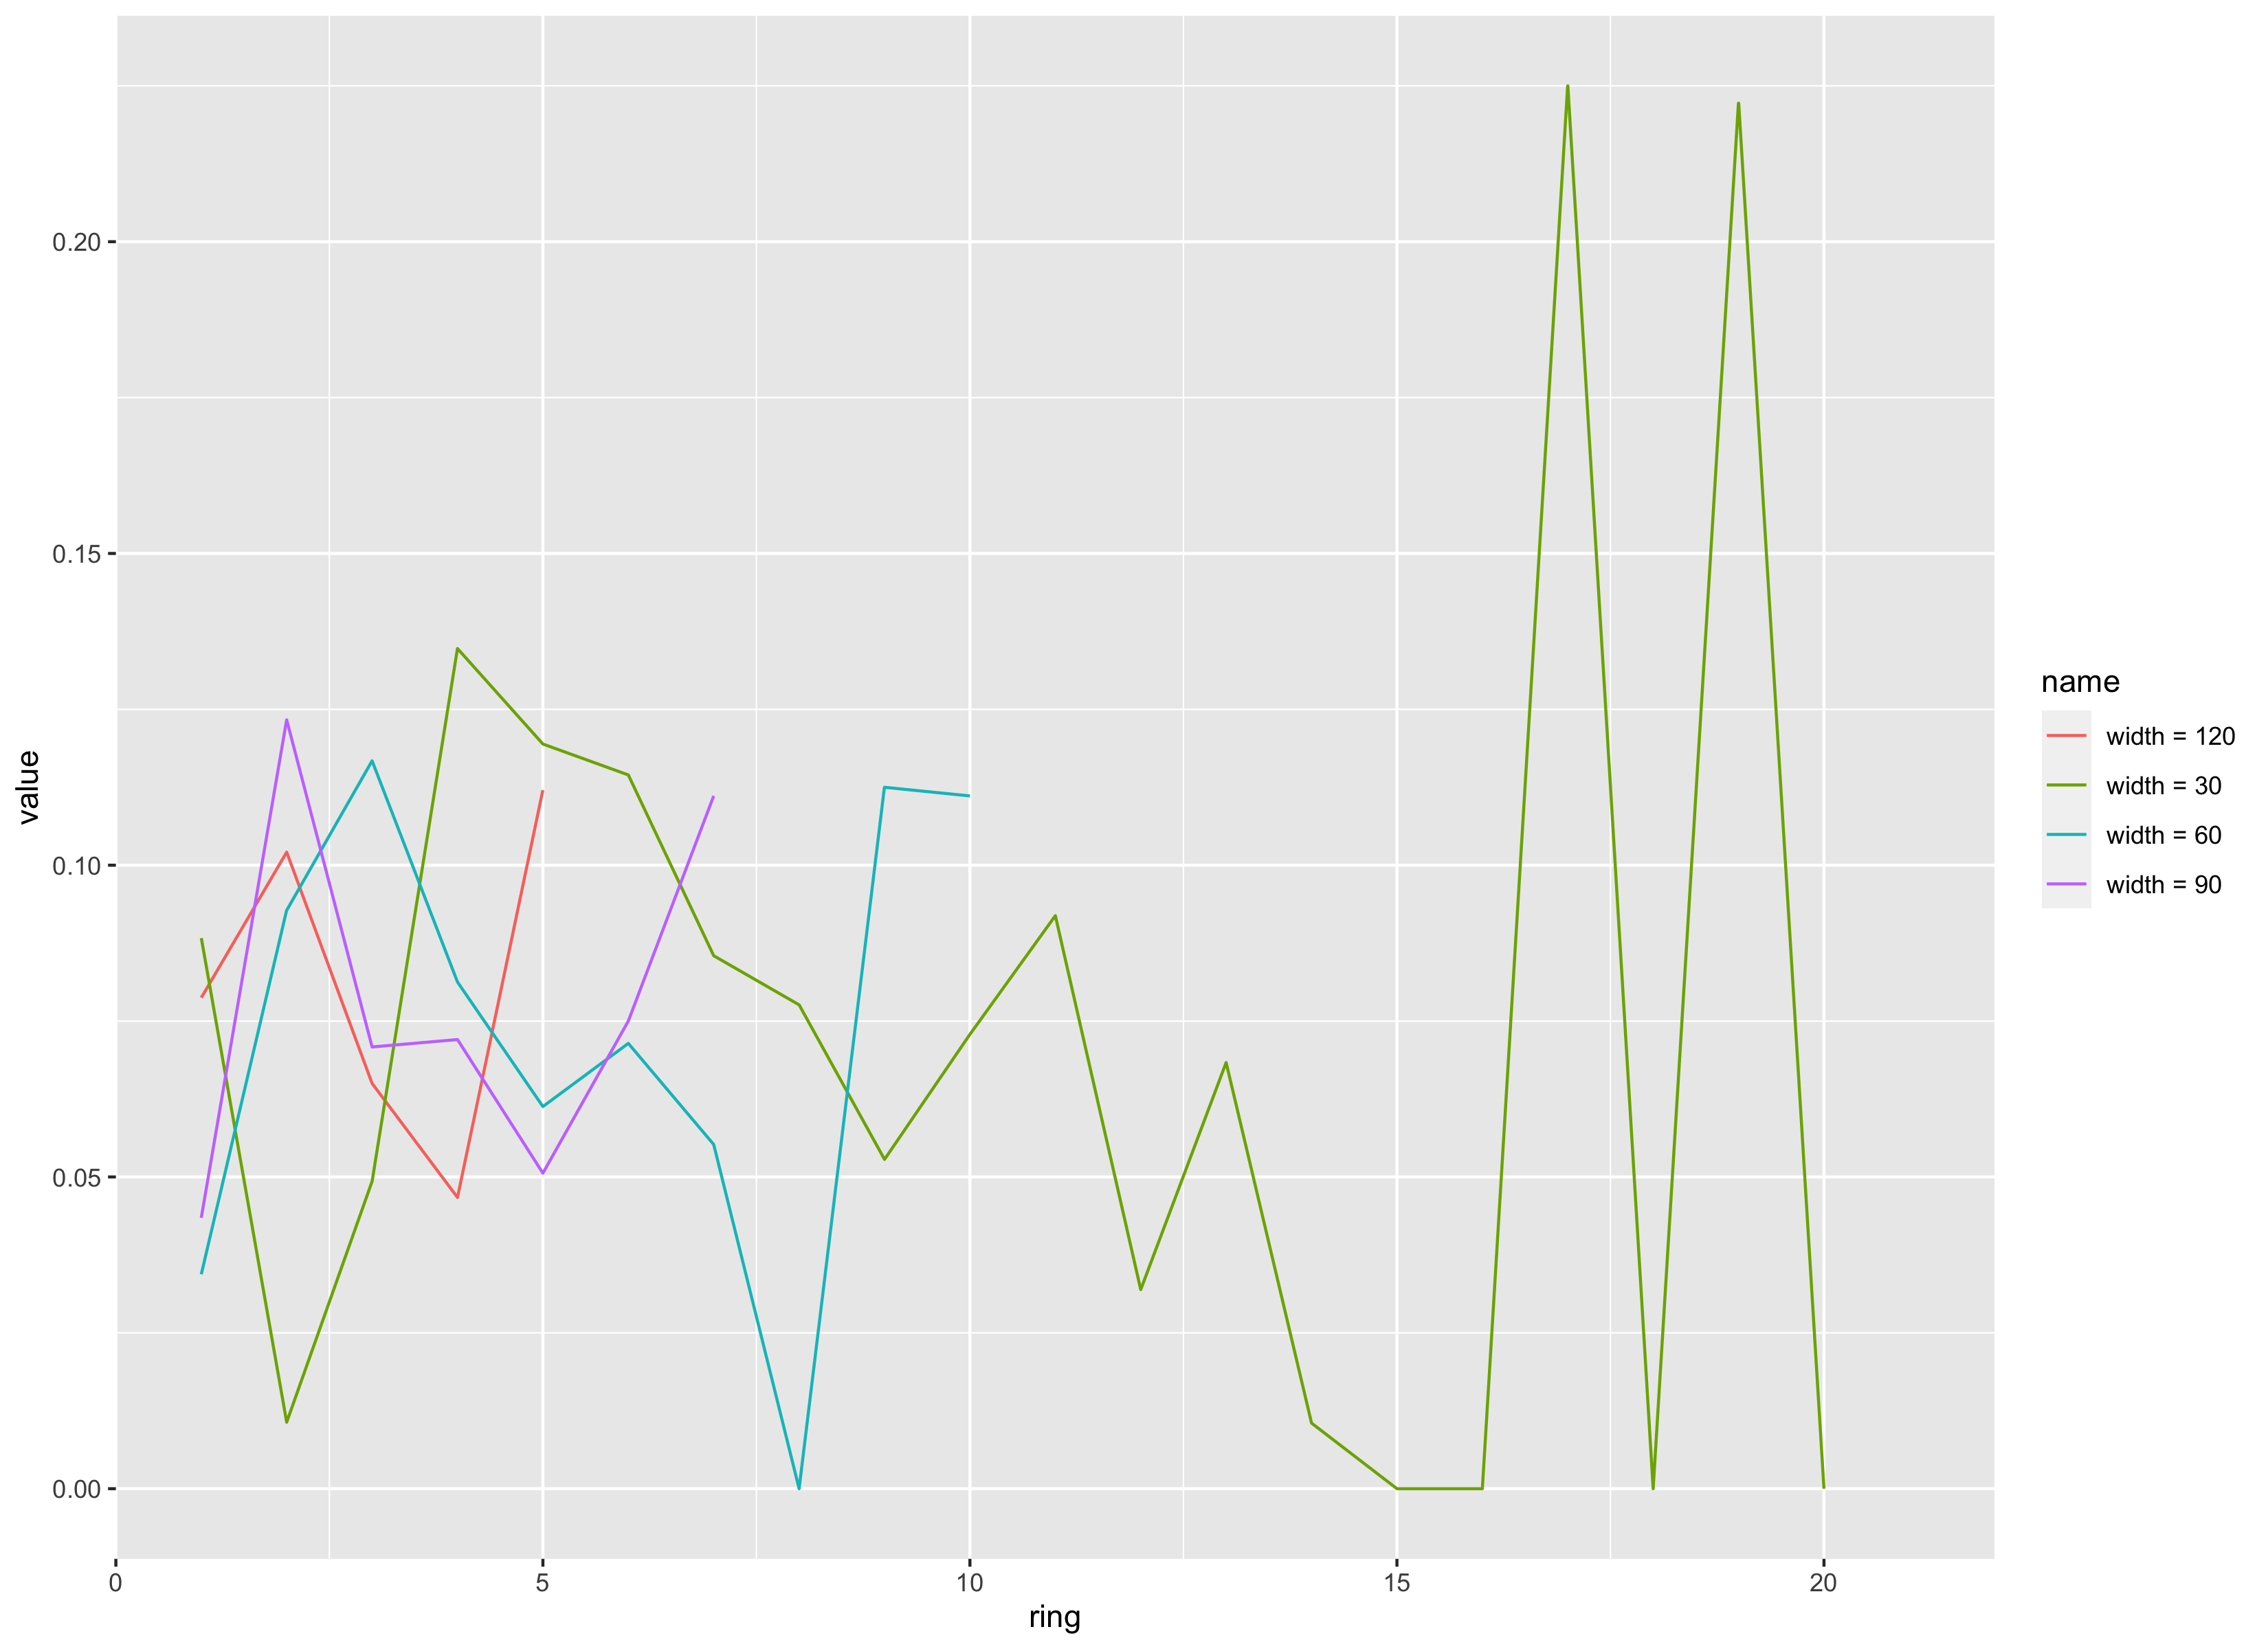 value
0.20
0.15
0.10
0.05
0.00
0 5 10 15 20
ring
name
width = 120
width = 30
width = 60
width = 90